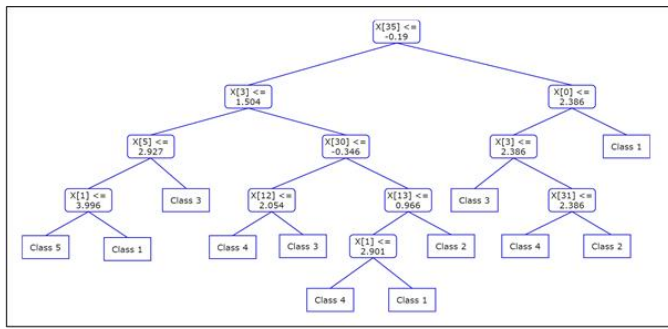 X[35] <=
-0.19
X[3] <=
1.504
X[0] <=
2.386
X[5] <=
2.927
X[30] <=
-0.346
X[3] <=
2.386
Class 1
X[1] <=
3.996
Class 3
X[12] <=
2.054
X[13] <=
0.966
Class 3
X[31] <=
2.386
Class 5
Class 1
Class 4
Class 3
X[1] <=
2.901
Class 2
Class 4
Class 2
Class 4
Class 1